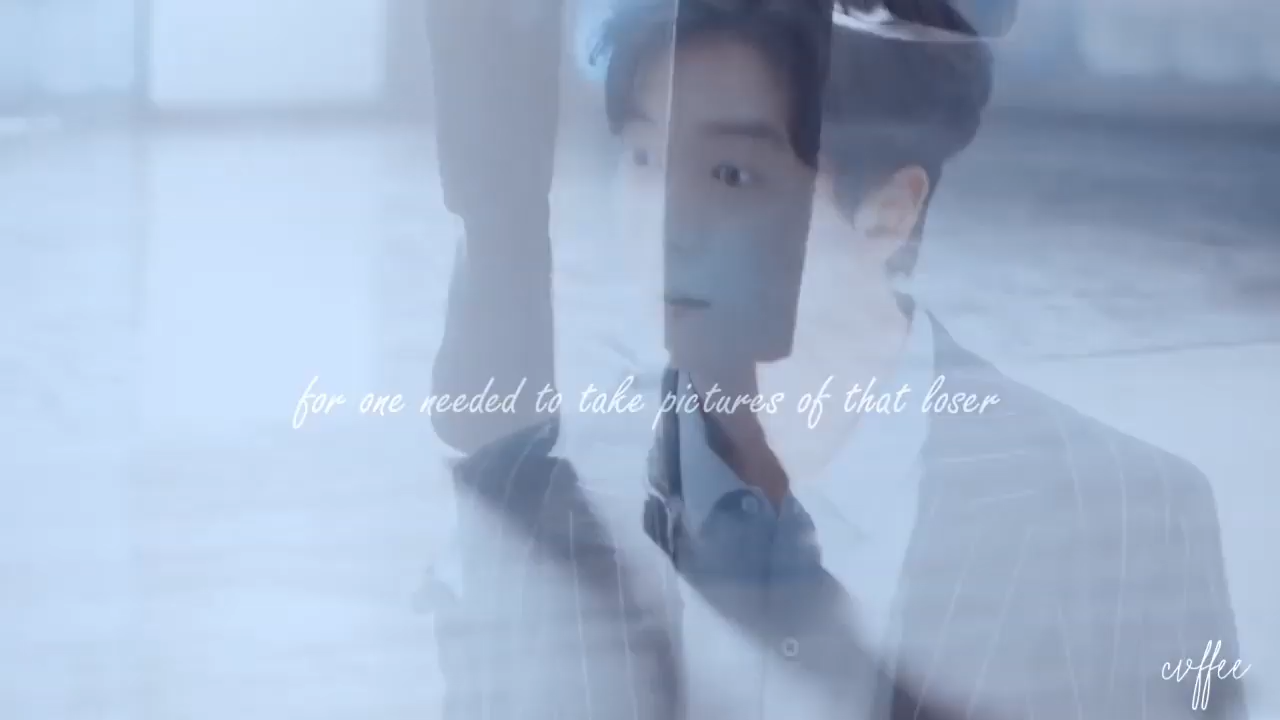 for one needed to take pictures of that loser
cvffee